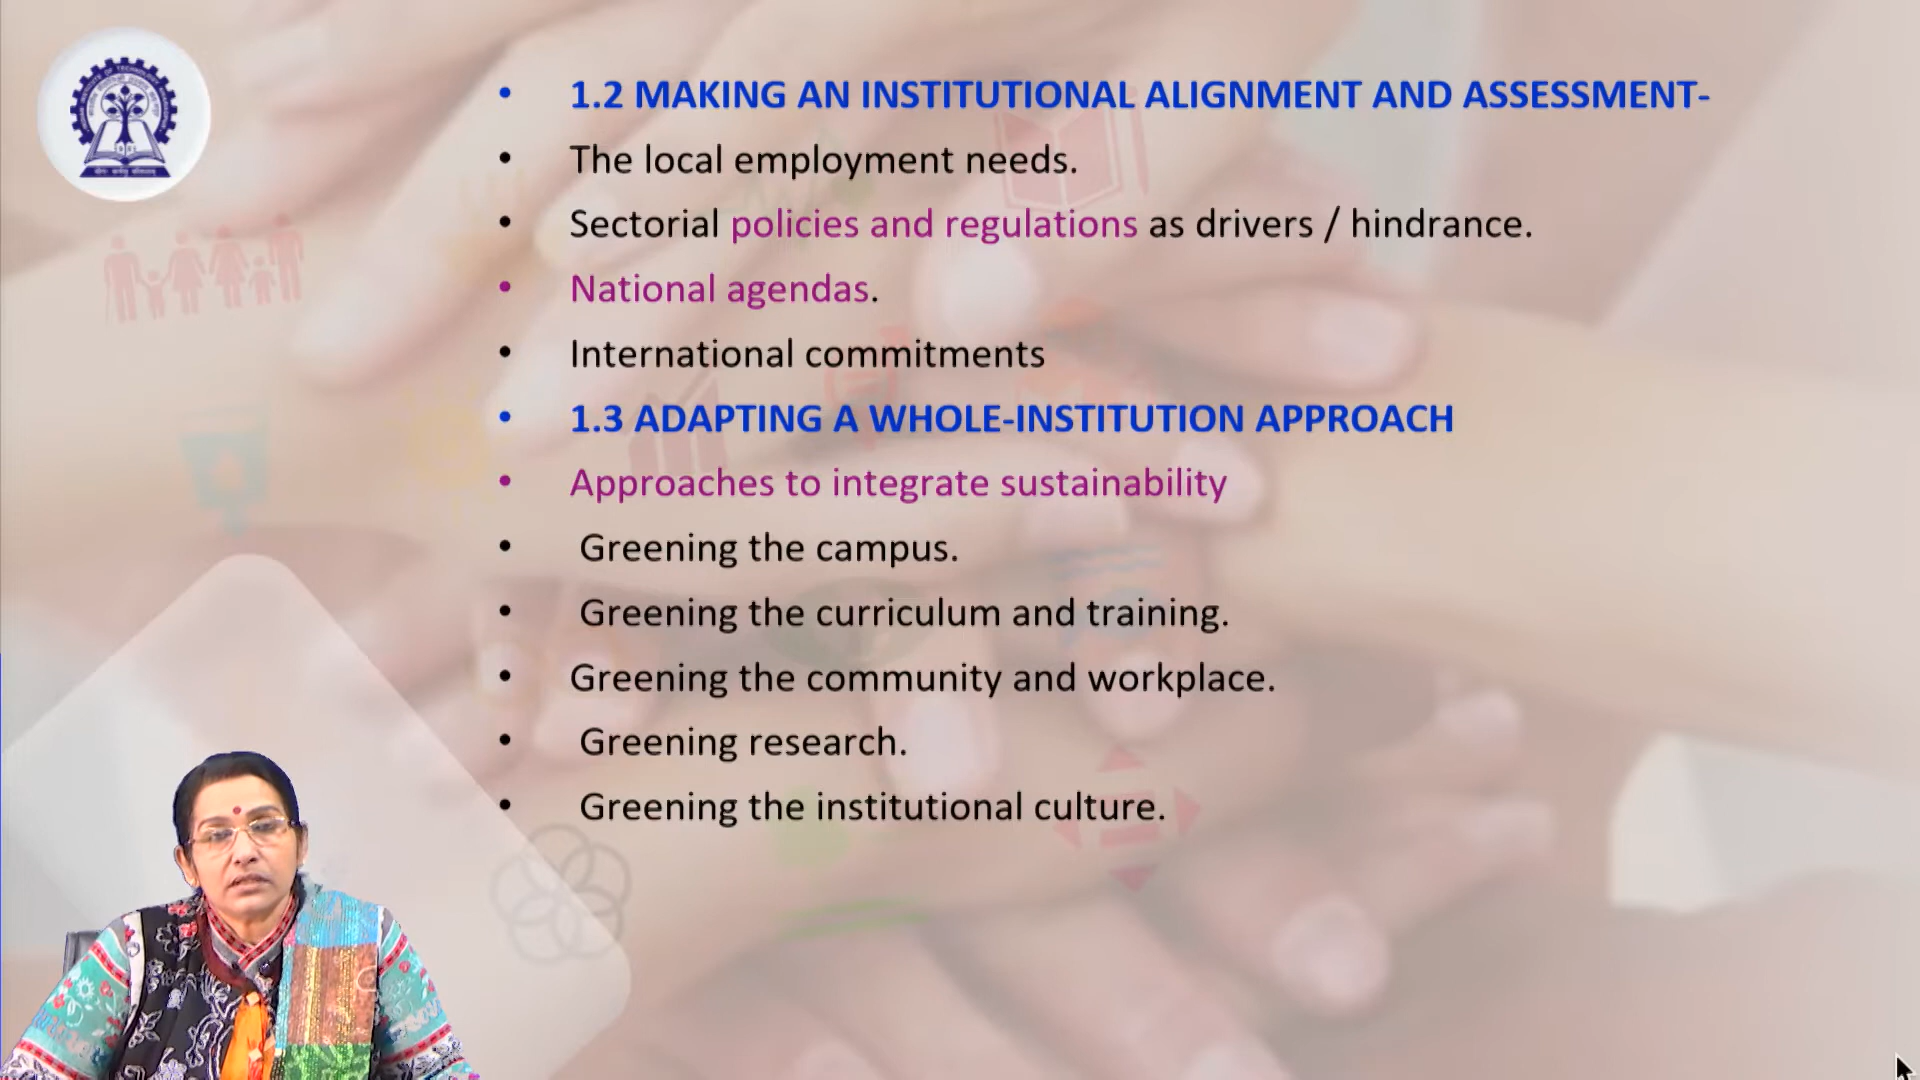 • 1.2 MAKING AN INSTITUTIONAL ALIGNMENT AND ASSESSMENT-
• The local employment needs.
• Sectorial policies and regulations as drivers / hindrance.
• National agendas.
• International commitments
• 1.3 ADAPTING A WHOLE-INSTITUTION APPROACH
• Approaches to integrate sustainability
• Greening the campus.
• Greening the curriculum and training.
• Greening the community and workplace.
• Greening research.
• Greening the institutional culture.